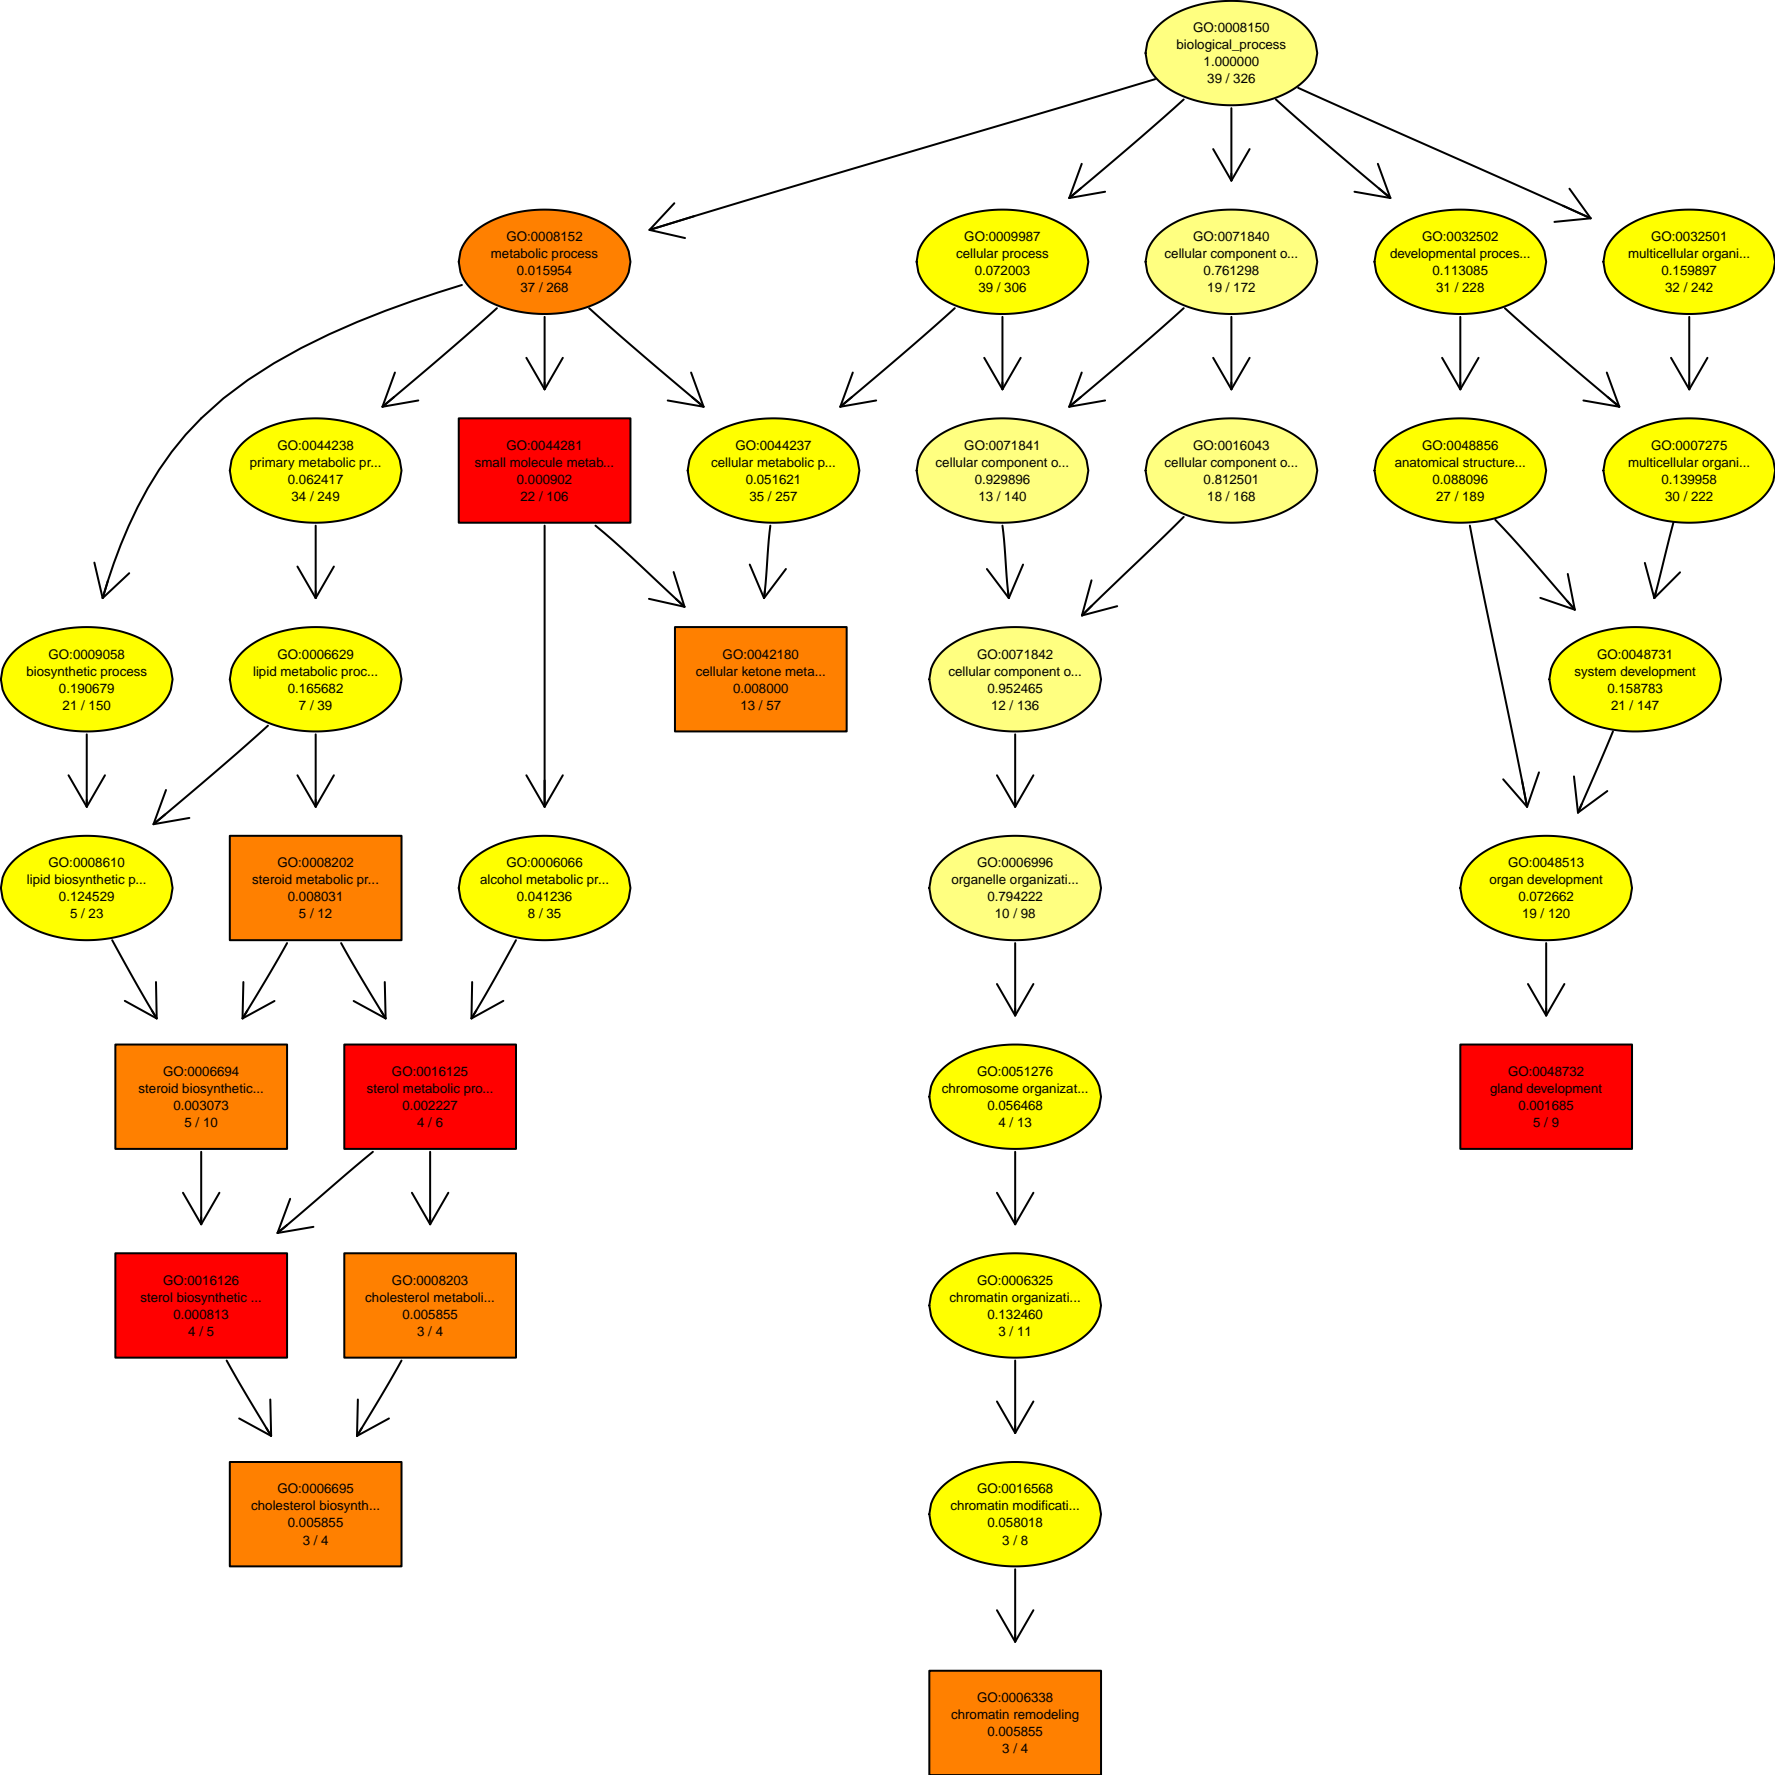 GO:0008150
biological_process
1.000000
39 / 326
GO:0008152
metabolic process
0.015954
37 / 268
GO:0009987
cellular process
0.072003
39 / 306
GO:0071840
cellular component o...
0.761298
19 / 172
GO:0032502
developmental proces...
0.113085
31 / 228
GO:0032501
multicellular organi...
0.159897
32 / 242
GO:0044238
primary metabolic pr...
0.062417
34 / 249
GO:0044281
small molecule metab...
0.000902
22 / 106
GO:0044237
cellular metabolic p...
0.051621
35 / 257
GO:0071841
cellular component o...
0.929896
13 / 140
GO:0016043
cellular component o...
0.812501
18 / 168
GO:0048856
anatomical structure...
0.088096
27 / 189
GO:0007275
multicellular organi...
0.139958
30 / 222
GO:0009058
biosynthetic process
0.190679
21 / 150
GO:0006629
lipid metabolic proc...
0.165682
7 / 39
GO:0042180
cellular ketone meta...
0.008000
13 / 57
GO:0071842
cellular component o...
0.952465
12 / 136
GO:0048731
system development
0.158783
21 / 147
GO:0008610
lipid biosynthetic p...
0.124529
5 / 23
GO:0008202
steroid metabolic pr...
0.008031
5 / 12
GO:0006066
alcohol metabolic pr...
0.041236
8 / 35
GO:0006996
organelle organizati...
0.794222
10 / 98
GO:0048513
organ development
0.072662
19 / 120
GO:0006694
steroid biosynthetic...
0.003073
5 / 10
GO:0016125
sterol metabolic pro...
0.002227
4 / 6
GO:0051276
chromosome organizat...
0.056468
4 / 13
GO:0048732
gland development
0.001685
5 / 9
GO:0016126
sterol biosynthetic ...
0.000813
4 / 5
GO:0008203
cholesterol metaboli...
0.005855
3 / 4
GO:0006325
chromatin organizati...
0.132460
3 / 11
GO:0006695
cholesterol biosynth...
0.005855
3 / 4
GO:0016568
chromatin modificati...
0.058018
3 / 8
GO:0006338
chromatin remodeling
0.005855
3 / 4